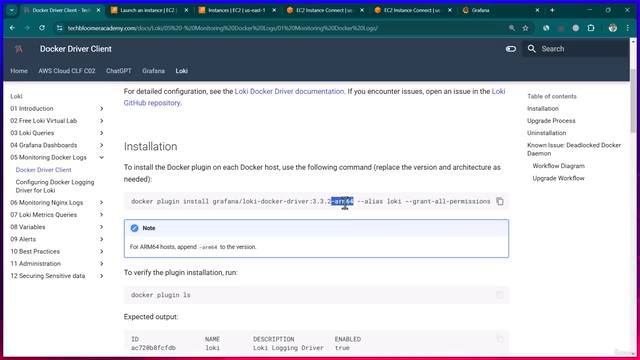 Docker Driver Client - Tech
Launch an instance | EC2 |
Instances | EC2 | us-east-1
EC2 Instance Connect | u
EC2 Instance Connect | us
Grafana
techbloomeracademy.com/docs/Loki/05%20-%20Monitoring%20Docker%20Logs/01%20Monitoring%20Docker%20Logs/
Docker Driver Client
Search
Home AWS Cloud CLF C02 ChatGPT Grafana Loki
Loki
01 Introduction
02 Free Loki Virtual Lab
03 Loki Queries
04 Grafana Dashboards
05 Monitoring Docker Logs
Docker Driver Client
Configuring Docker Logging
Driver for Loki
06 Monitoring Nginx Logs
07 Loki Metrics Queries
08 Variables
09 Alerts
10 Best Practices
11 Administration
12 Securing Sensitive data
For detailed configuration, see the Loki Docker Driver documentation. If you encounter issues, open an issue in the Loki
GitHub repository.
Installation
To install the Docker plugin on each Docker host, use the following command (replace the version and architecture as
needed):
docker plugin install grafana/loki-docker-driver:3.3.2-arm64 --alias loki --grant-all-permissions
Note
For ARM64 hosts, append -arm64 to the version.
To verify the plugin installation, run:
docker plugin ls
Expected output:
ID NAME DESCRIPTION ENABLED
ac720b8fcfdb loki Loki Logging Driver true
Table of contents
Installation
Upgrade Process
Uninstallation
Known Issue: Deadlocked Docker
Daemon
Workflow Diagram
Upgrade Workflow